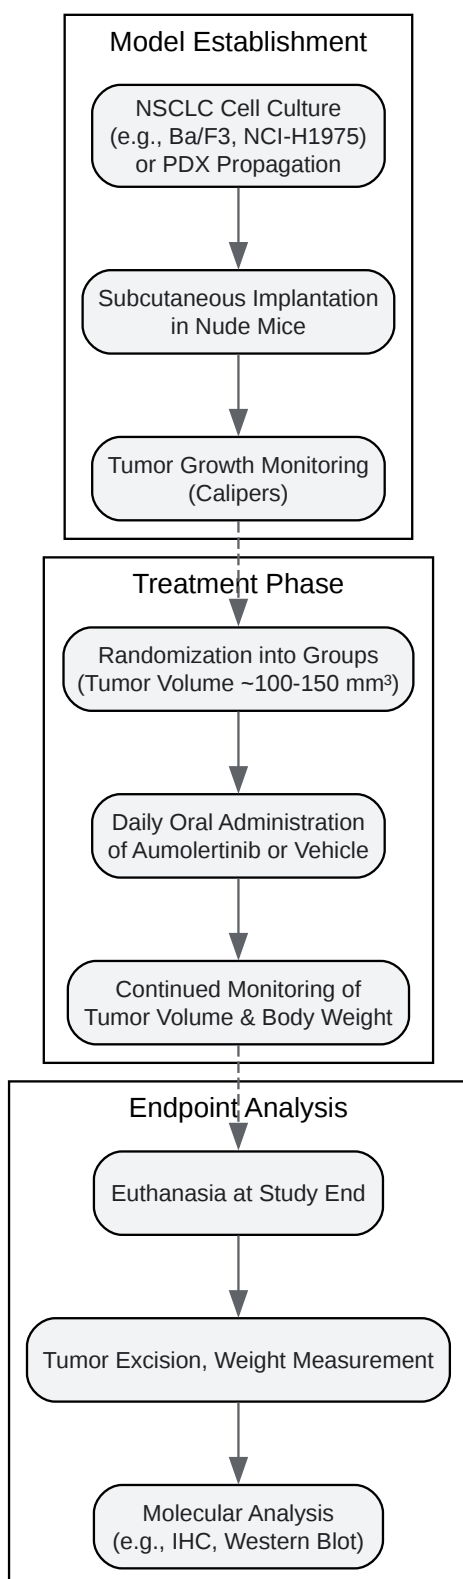 Model Establishment
NSCLC Cell Culture
(e.g., Ba/F3, NCI-H1975)
or PDX Propagation
Subcutaneous Implantation
in Nude Mice
Tumor Growth Monitoring
(Calipers)
Treatment Phase
Randomization into Groups
(Tumor Volume ~100-150 mm³)
Daily Oral Administration
of Aumolertinib or Vehicle
Continued Monitoring of
Tumor Volume & Body Weight
Endpoint Analysis
Euthanasia at Study End
Tumor Excision, Weight Measurement
Molecular Analysis
(e.g., IHC, Western Blot)